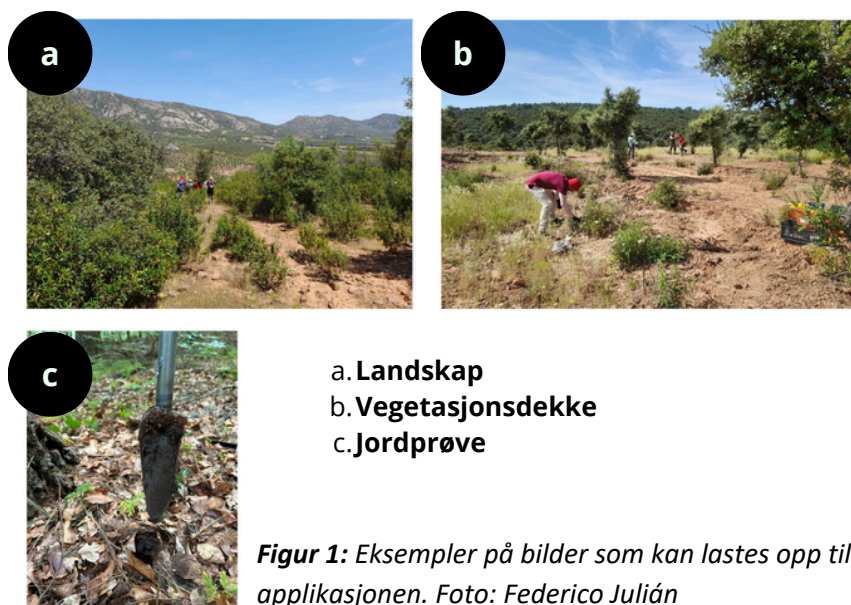 a
b
c
a. Landskap
b. Vegetasjonsdekke
c. Jordprøve
Figur 1: Eksempler på bilder som kan lastes opp til
applikasjonen. Foto: Federico Julián